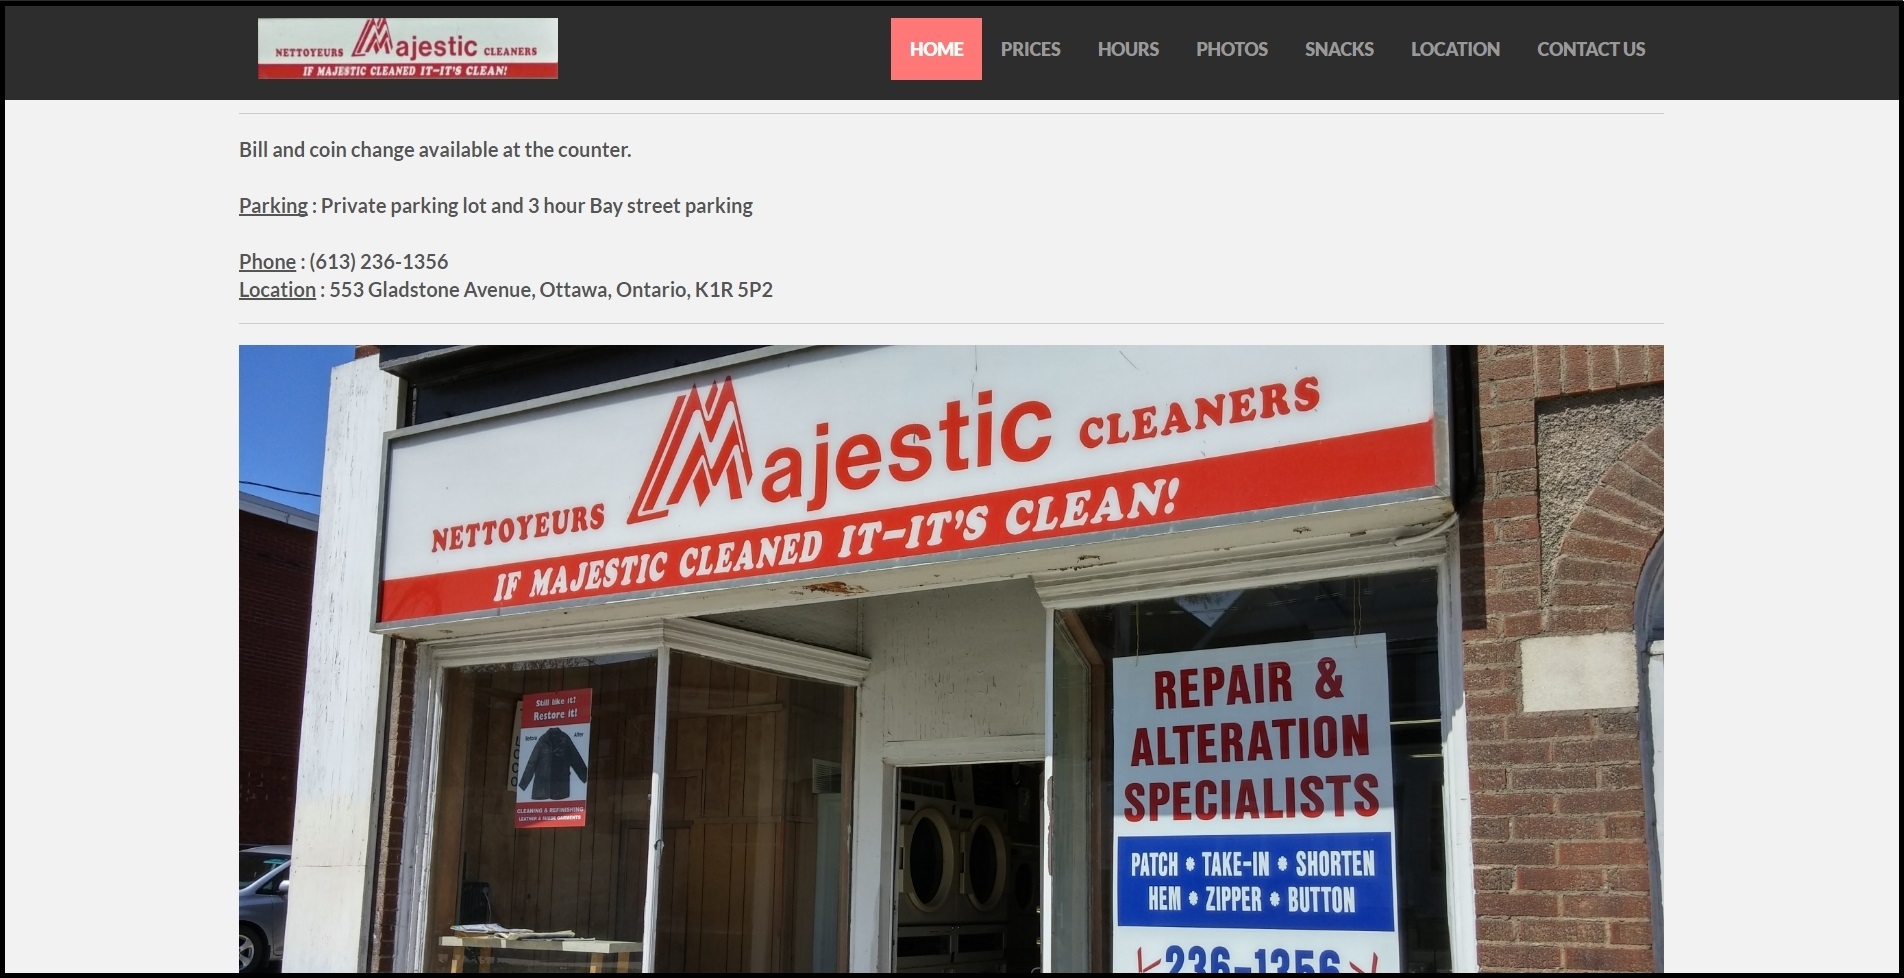 NETTOYEURS Majestic CLEANERS
IF MAJESTIC CLEANED IT-IT'S CLEAN!
HOME PRICES HOURS PHOTOS SNACKS LOCATION CONTACT US
Bill and coin change available at the counter.
Parking : Private parking lot and 3 hour Bay street parking
Phone : (613) 236-1356
Location : 553 Gladstone Avenue, Ottawa, Ontario, K1R 5P2
NETTOYEURS Majestic CLEANERS
IF MAJESTIC CLEANED IT-IT'S CLEAN!
Still like it!
Restore it!
Before After
CLEANING & REFINISHING
LEATHER & SUEDE GARMENTS
REPAIR &
ALTERATION
SPECIALISTS
PATCH * TAKE-IN * SHORTEN
HEM * ZIPPER * BUTTON
236-1356